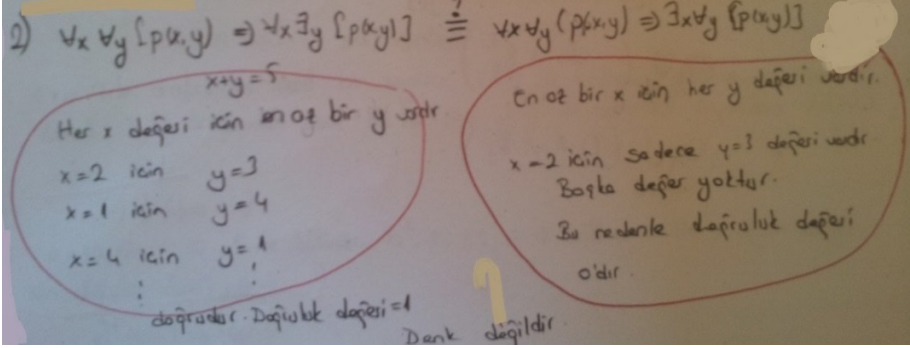 2) ∀x ∀y [p(x,y) ⇒ ∀x ∃y [p(x,y)] ≟ ∀x∀y (p(x,y) ⇒ ∃x∀y [p(x,y)]
x+y=5
Her x değeri için en az bir y vardır
x=2 için y=3
x=1 için y=4
x=4 için y=1
⋮ ⋮
doğrudur. Doğruluk değeri=1
En az bir x için her y değeri vardır.
x=2 için sadece y=3 değeri vardır.
Başka değer yoktur.
Bu nedenle doğruluk değeri
0'dır.
Denk değildir.